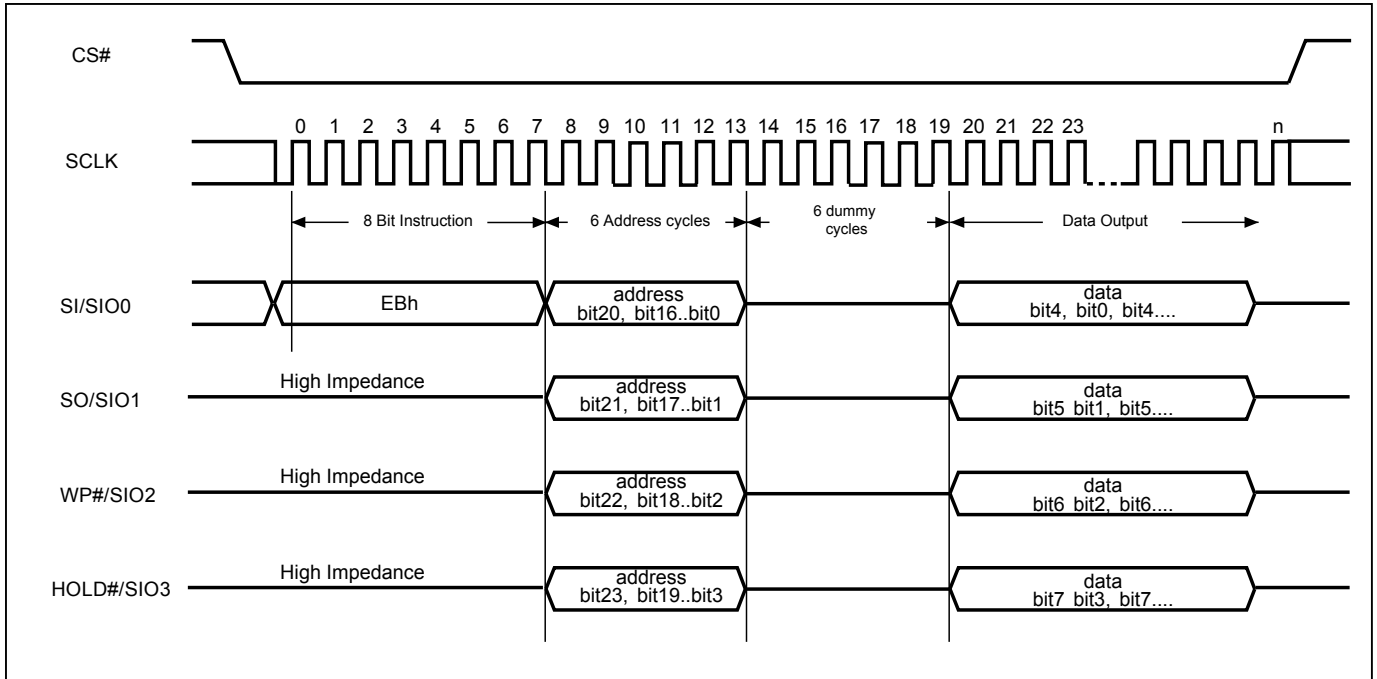 CS#
0 1 2 3 4 5 6 7 8 9 10 11 12 13 14 15 16 17 18 19 20 21 22 23 n
SCLK
8 Bit Instruction
6 Address cycles
6 dummy
cycles
Data Output
SI/SIO0
EBh
address
bit20, bit16..bit0
data
bit4, bit0, bit4....
SO/SIO1
High Impedance
address
bit21, bit17..bit1
data
bit5 bit1, bit5....
WP#/SIO2
High Impedance
address
bit22, bit18..bit2
data
bit6 bit2, bit6....
HOLD#/SIO3
High Impedance
address
bit23, bit19..bit3
data
bit7 bit3, bit7....